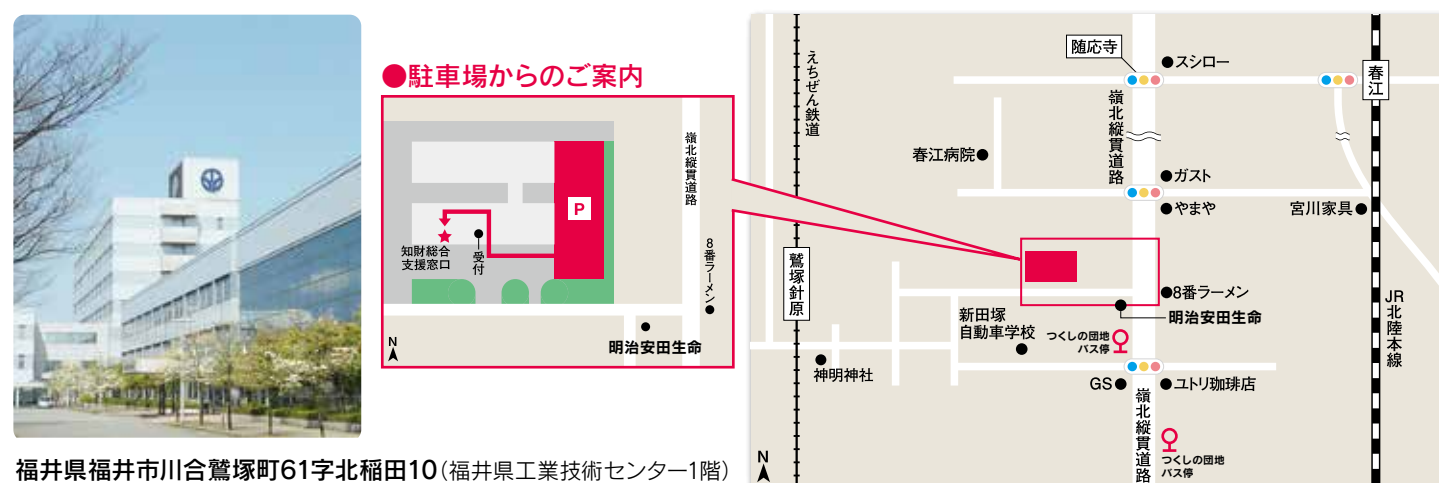 ●駐車場からのご案内
嶺北縦貫道路
P
知財総合
支援窓口
受付
8番ラーメン
明治安田生命
N
福井県福井市川合鷲塚町61字北稲田10(福井県工業技術センター1階)
えちぜん鉄道
随応寺
スシロー
春江
嶺北縦貫道路
春江病院
ガスト
やまや
宮川家具
鷲塚針原
8番ラーメン
明治安田生命
新田塚
自動車学校
つくしの団地
バス停
JR北陸本線
神明神社
GS
ユトリ珈琲店
嶺北縦貫道路
つくしの団地
バス停
N